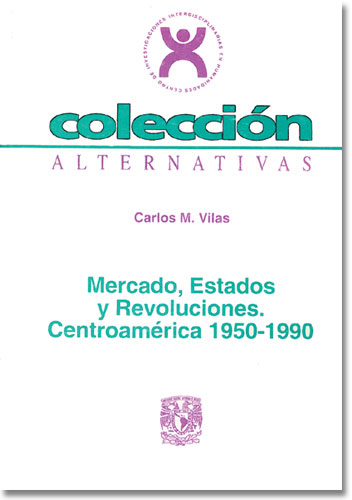 CENTRO DE INVESTIGACIONES INTERDISCIPLINARIAS EN HUMANIDADES
colección
ALTERNATIVAS
Carlos M. Vilas
Mercado, Estados
y Revoluciones.
Centroamérica 1950-1990